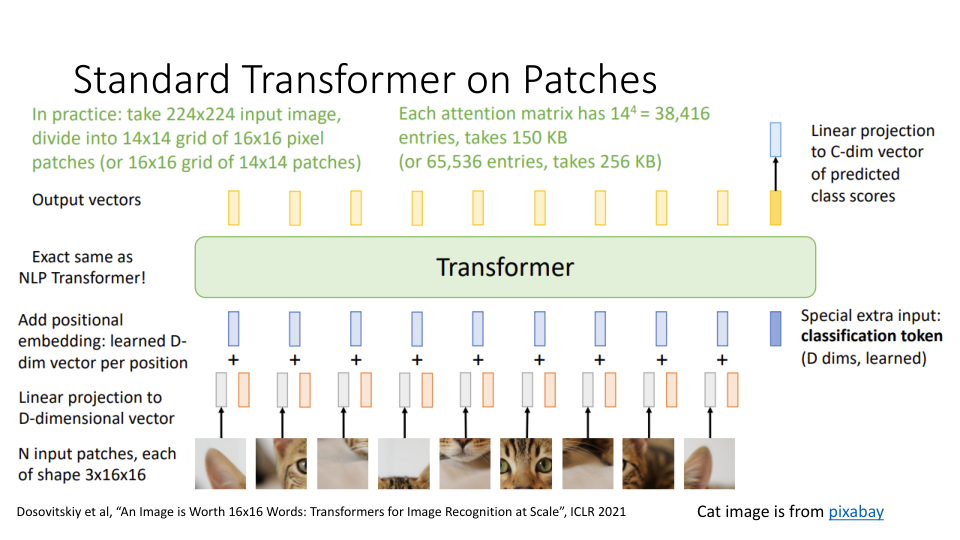 Standard Transformer on Patches
In practice: take 224x224 input image,
divide into 14x14 grid of 16x16 pixel
patches (or 16x16 grid of 14x14 patches)
Each attention matrix has 14⁴ = 38,416
entries, takes 150 KB
(or 65,536 entries, takes 256 KB)
Linear projection
to C-dim vector
of predicted
class scores
Output vectors
Exact same as
NLP Transformer!
Transformer
Add positional
embedding: learned D-
dim vector per position
Special extra input:
classification token
(D dims, learned)
+ + + + + + + + +
Linear projection to
D-dimensional vector
N input patches, each
of shape 3x16x16
Dosovitskiy et al, “An Image is Worth 16x16 Words: Transformers for Image Recognition at Scale”, ICLR 2021
Cat image is from pixabay